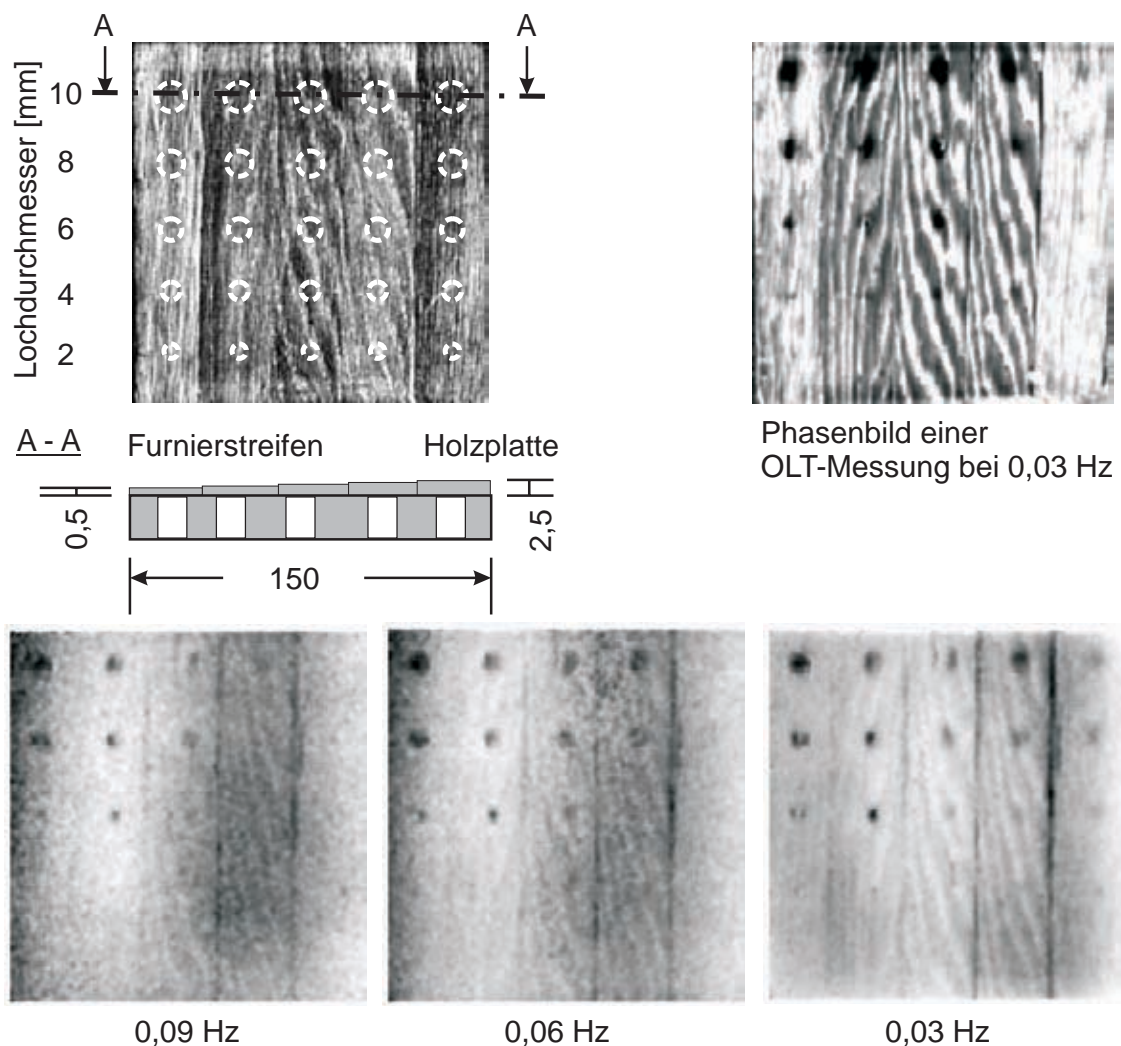 A
A
Lochdurchmesser [mm]
10
8
6
4
2
Phasenbild einer
OLT-Messung bei 0,03 Hz
A - A
Furnierstreifen
Holzplatte
0,5
2,5
150
0,09 Hz
0,06 Hz
0,03 Hz